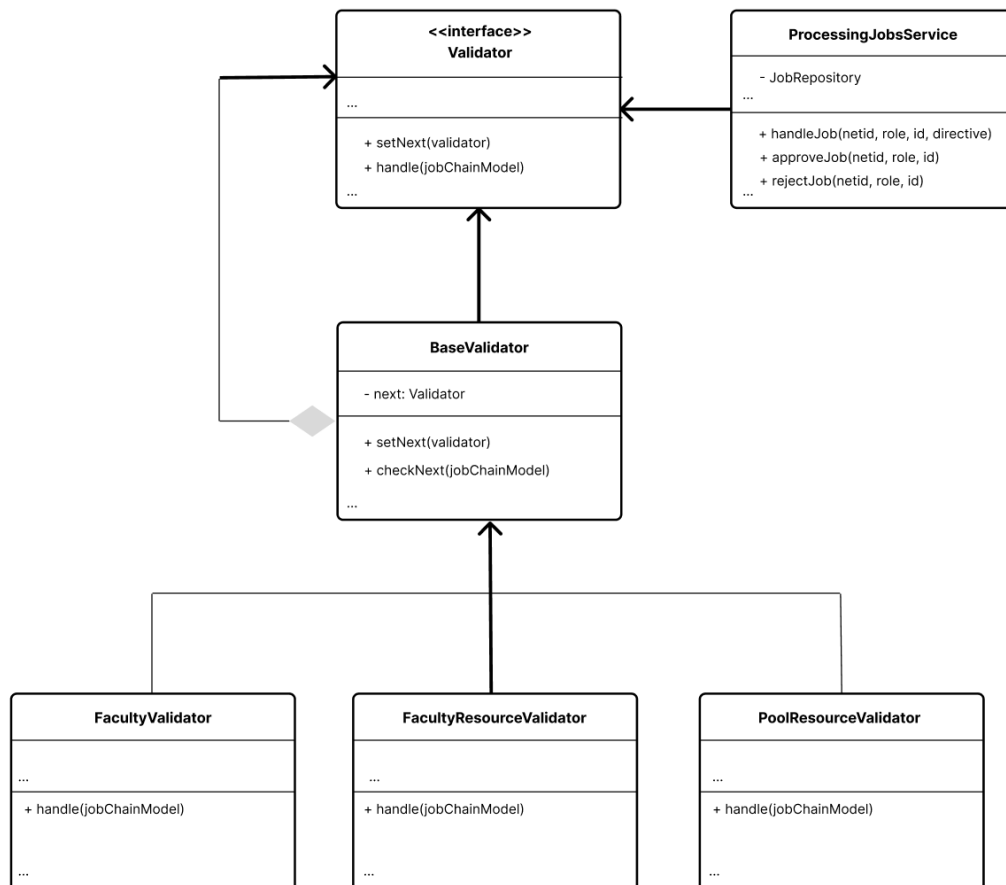 <<interface>>
Validator
...
+ setNext(validator)
+ handle(jobChainModel)
...
ProcessingJobsService
- JobRepository
...
+ handleJob(netid, role, id, directive)
+ approveJob(netid, role, id)
+ rejectJob(netid, role, id)
...
BaseValidator
- next: Validator
+ setNext(validator)
+ checkNext(jobChainModel)
...
FacultyValidator
...
+ handle(jobChainModel)
...
FacultyResourceValidator
...
+ handle(jobChainModel)
...
PoolResourceValidator
...
+ handle(jobChainModel)
...